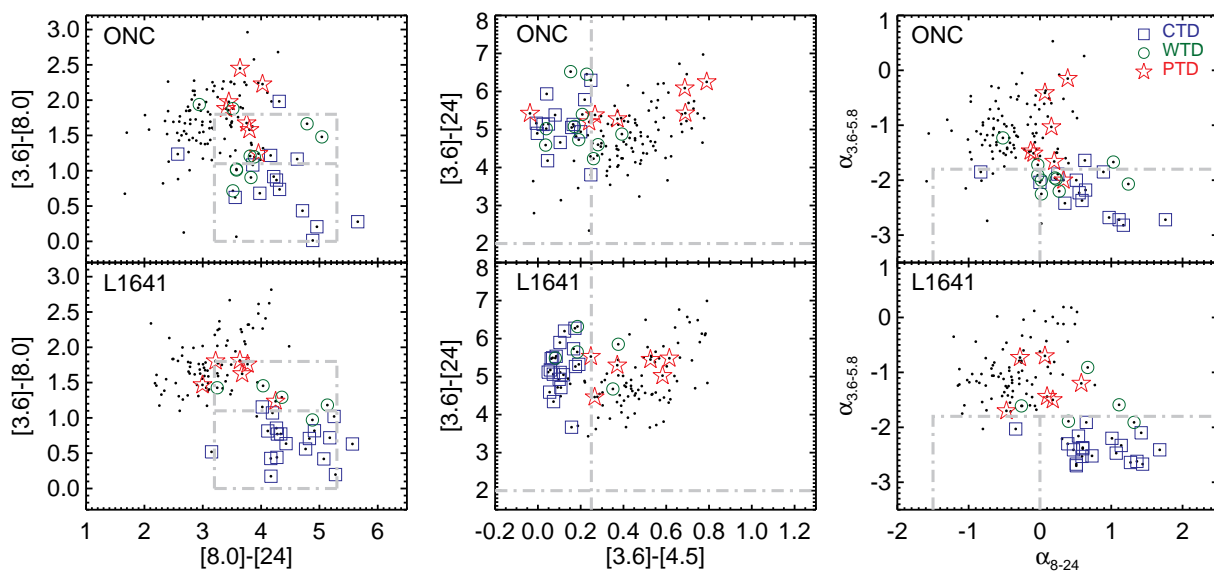 ONC
3.0
2.5
2.0
1.5
1.0
0.5
0.0
[3.6]-[8.0]
L1641
3.0
2.5
2.0
1.5
1.0
0.5
0.0
[3.6]-[8.0]
1 2 3 4 5 6
[8.0]-[24]
ONC
8
7
6
5
4
3
2
[3.6]-[24]
L1641
8
7
6
5
4
3
2
[3.6]-[24]
-0.2 0.0 0.2 0.4 0.6 0.8 1.0 1.2
[3.6]-[4.5]
ONC
CTD
WTD
PTD
1
0
-1
-2
-3
α3.6-5.8
L1641
1
0
-1
-2
-3
α3.6-5.8
-2 -1 0 1 2
α8-24